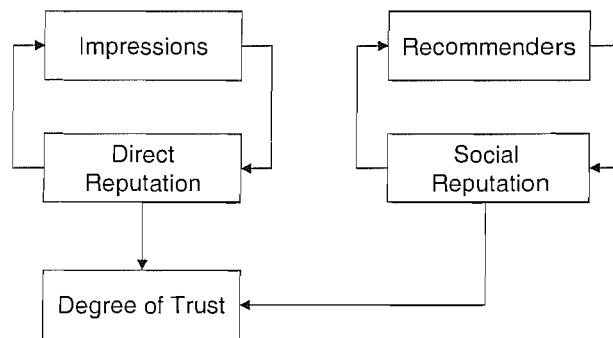 Impressions
Recommenders
Direct
Reputation
Social
Reputation
Degree of Trust